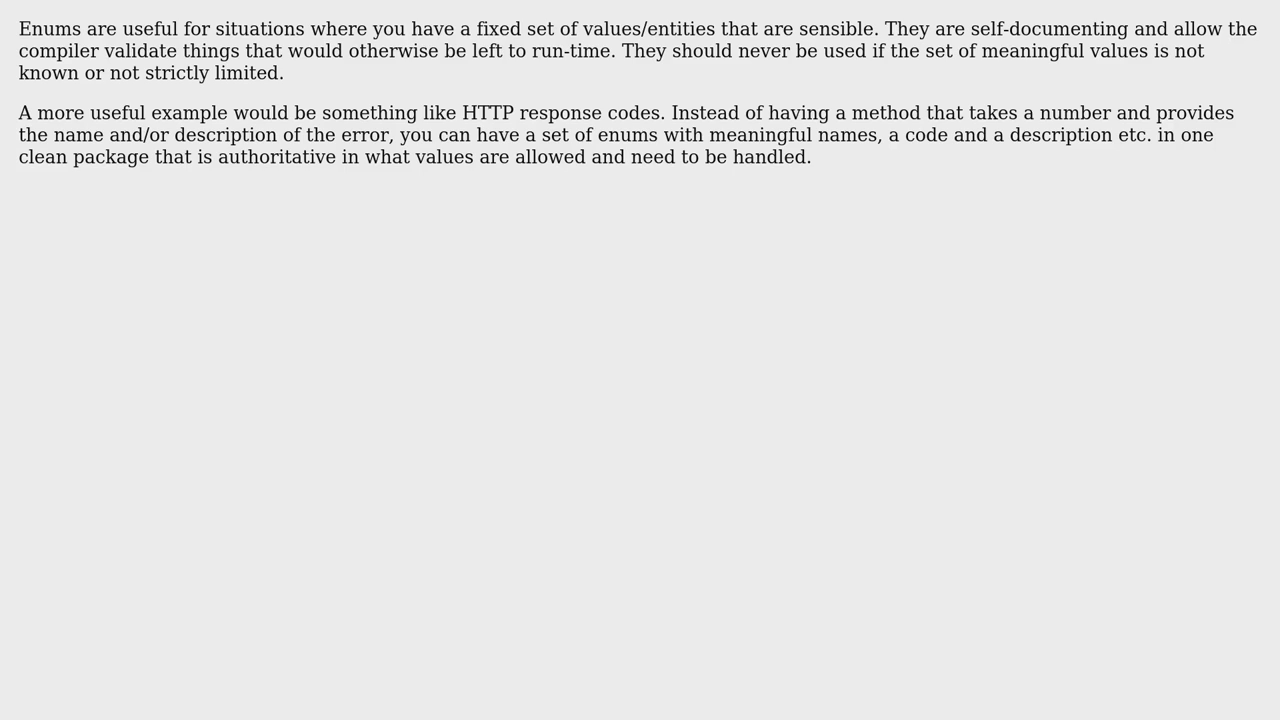 Enums are useful for situations where you have a fixed set of values/entities that are sensible. They are self-documenting and allow the
compiler validate things that would otherwise be left to run-time. They should never be used if the set of meaningful values is not
known or not strictly limited.
A more useful example would be something like HTTP response codes. Instead of having a method that takes a number and provides
the name and/or description of the error, you can have a set of enums with meaningful names, a code and a description etc. in one
clean package that is authoritative in what values are allowed and need to be handled.